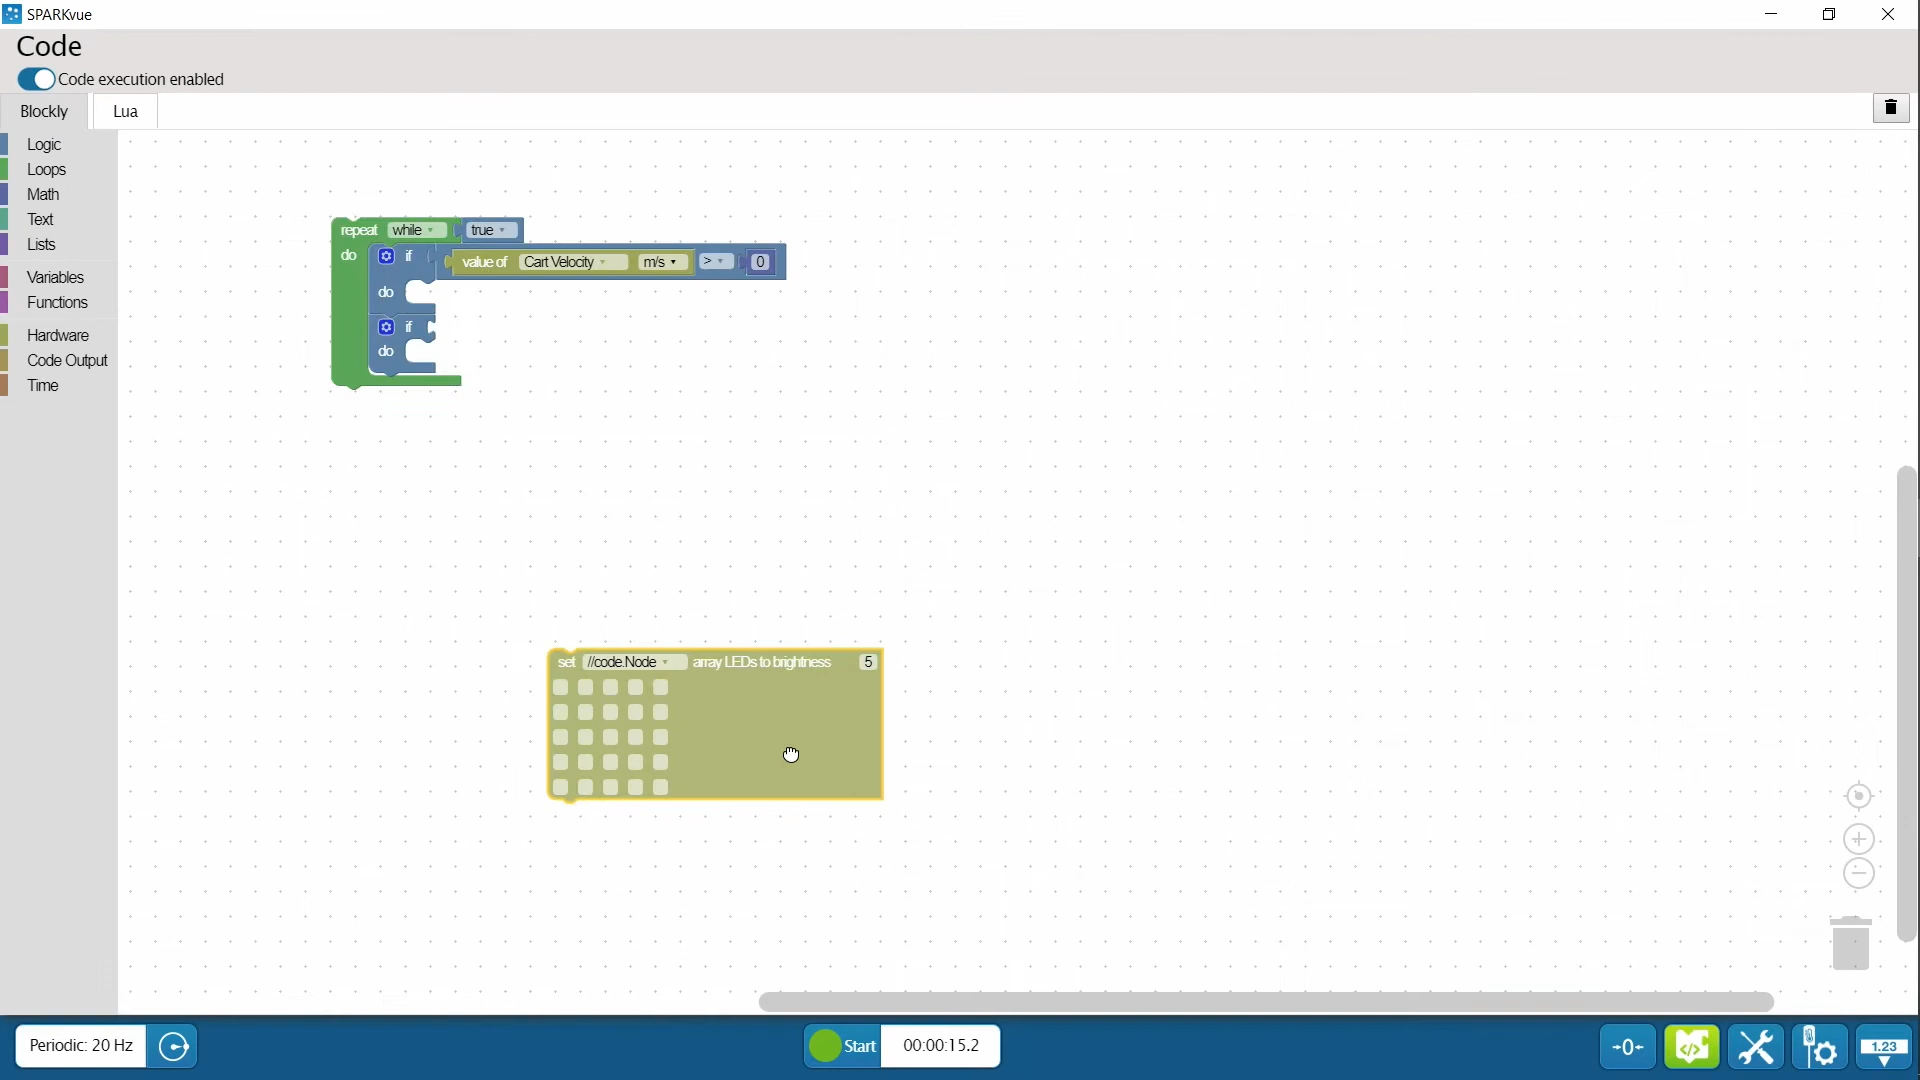 SPARKvue
Code
Code execution enabled
Blockly
Lua
Logic
Loops
Math
Text
Lists
Variables
Functions
Hardware
Code Output
Time
repeat while true
do if value of Cart Velocity m/s > 0
do
if
do
set //code.Node array LEDs to brightness 5
Periodic: 20 Hz
Start 00:00:15.2
→0←
</>
1.23